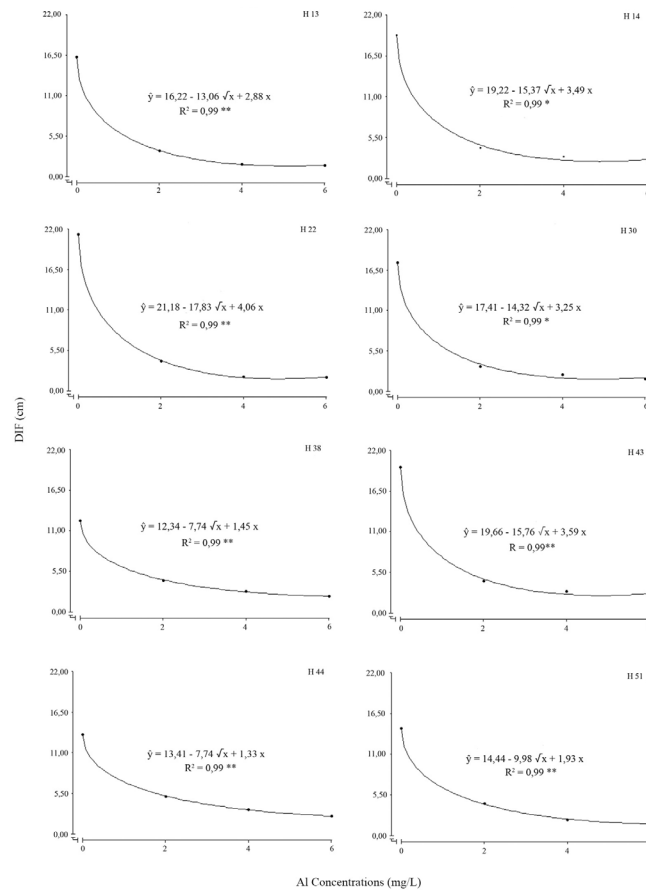 H 13
22,00
16,50
11,00
5,50
0,00
ŷ = 16,22 - 13,06 √x + 2,88 x
R² = 0,99 **
0 2 4 6
H 14
22,00
16,50
11,00
5,50
0,00
ŷ = 19,22 - 15,37 √x + 3,49 x
R² = 0,99 *
0 2 4
H 22
22,00
16,50
11,00
5,50
0,00
ŷ = 21,18 - 17,83 √x + 4,06 x
R² = 0,99 **
0 2 4 6
H 30
22,00
16,50
11,00
5,50
0,00
ŷ = 17,41 - 14,32 √x + 3,25 x
R² = 0,99 *
0 2 4
DIF (cm)
H 38
22,00
16,50
11,00
5,50
0,00
ŷ = 12,34 - 7,74 √x + 1,45 x
R² = 0,99 **
0 2 4 6
H 43
22,00
16,50
11,00
5,50
0,00
ŷ = 19,66 - 15,76 √x + 3,59 x
R = 0,99**
0 2 4
H 44
22,00
16,50
11,00
5,50
0,00
ŷ = 13,41 - 7,74 √x + 1,33 x
R² = 0,99 **
0 2 4 6
H 51
22,00
16,50
11,00
5,50
0,00
ŷ = 14,44 - 9,98 √x + 1,93 x
R² = 0,99 **
0 2 4
Al Concentrations (mg/L)